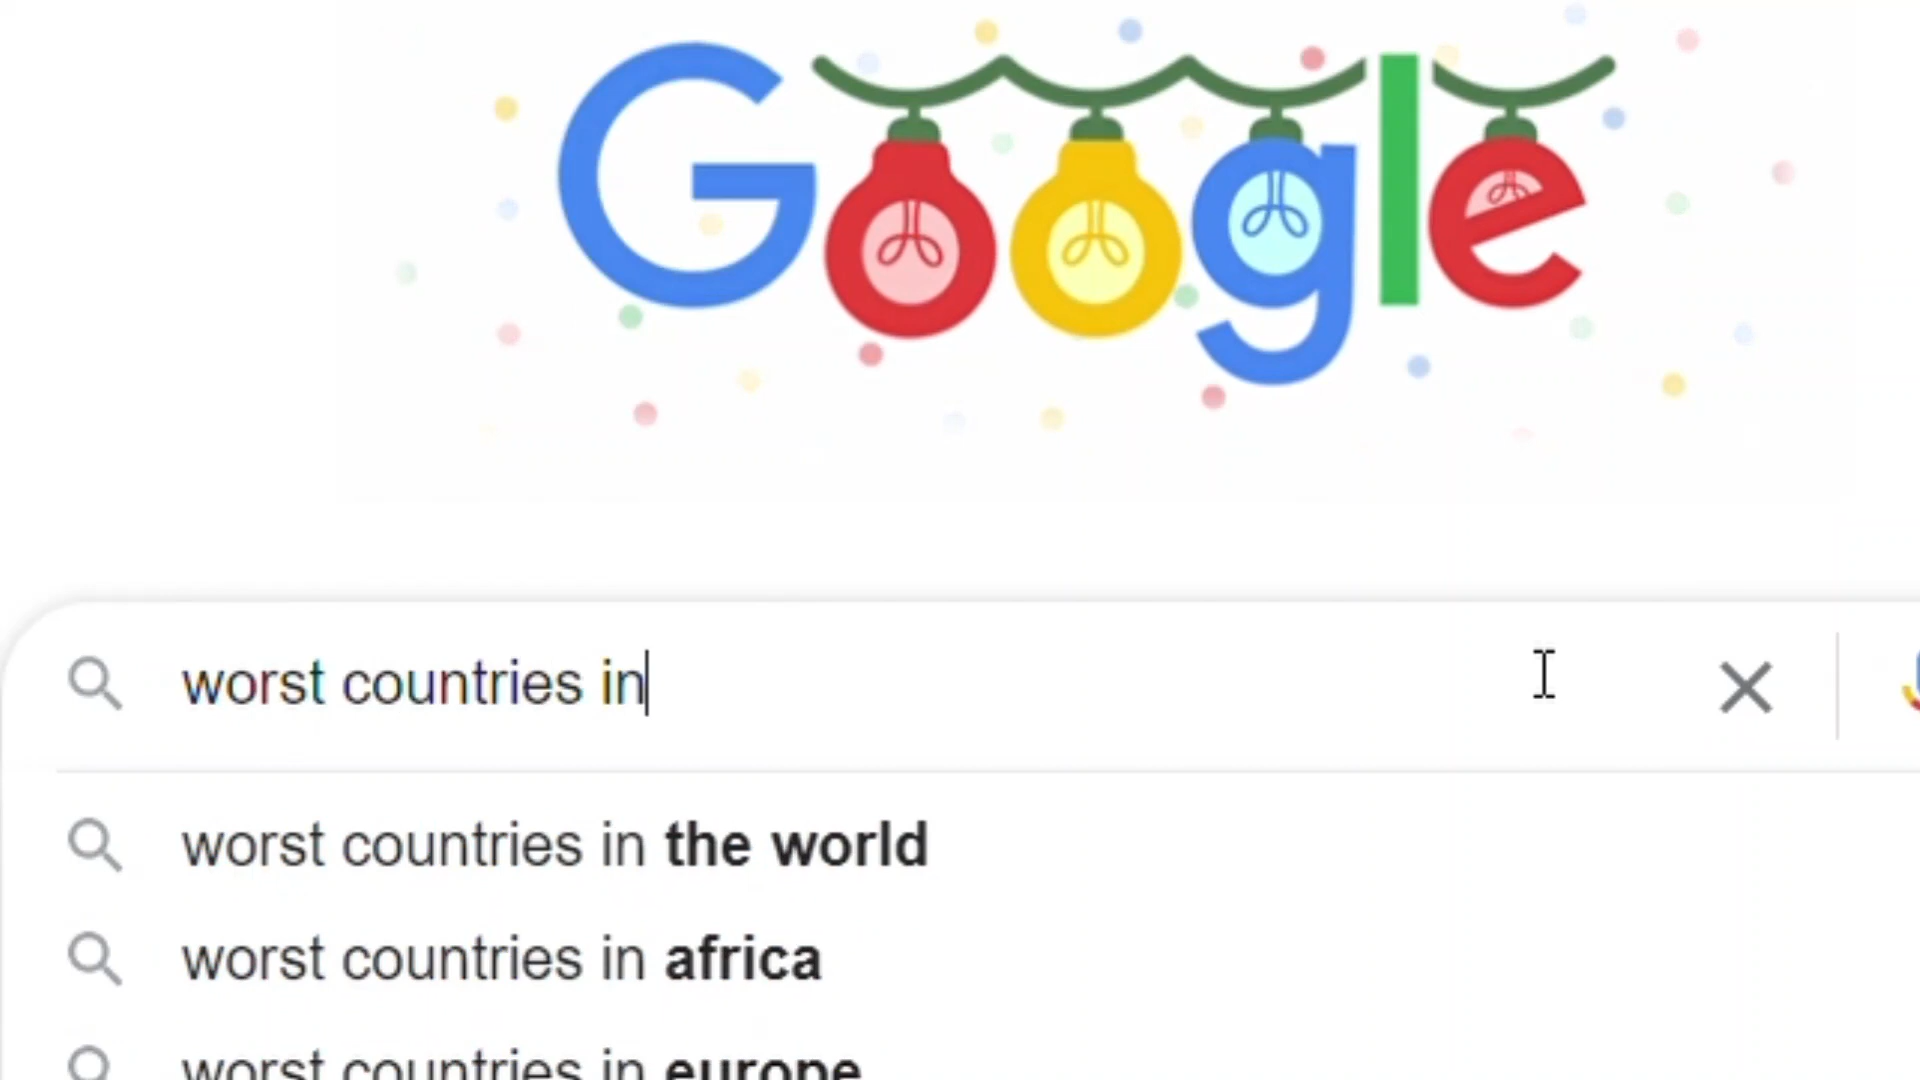 Google
worst countries in
worst countries in the world
worst countries in africa
worst countries in europe